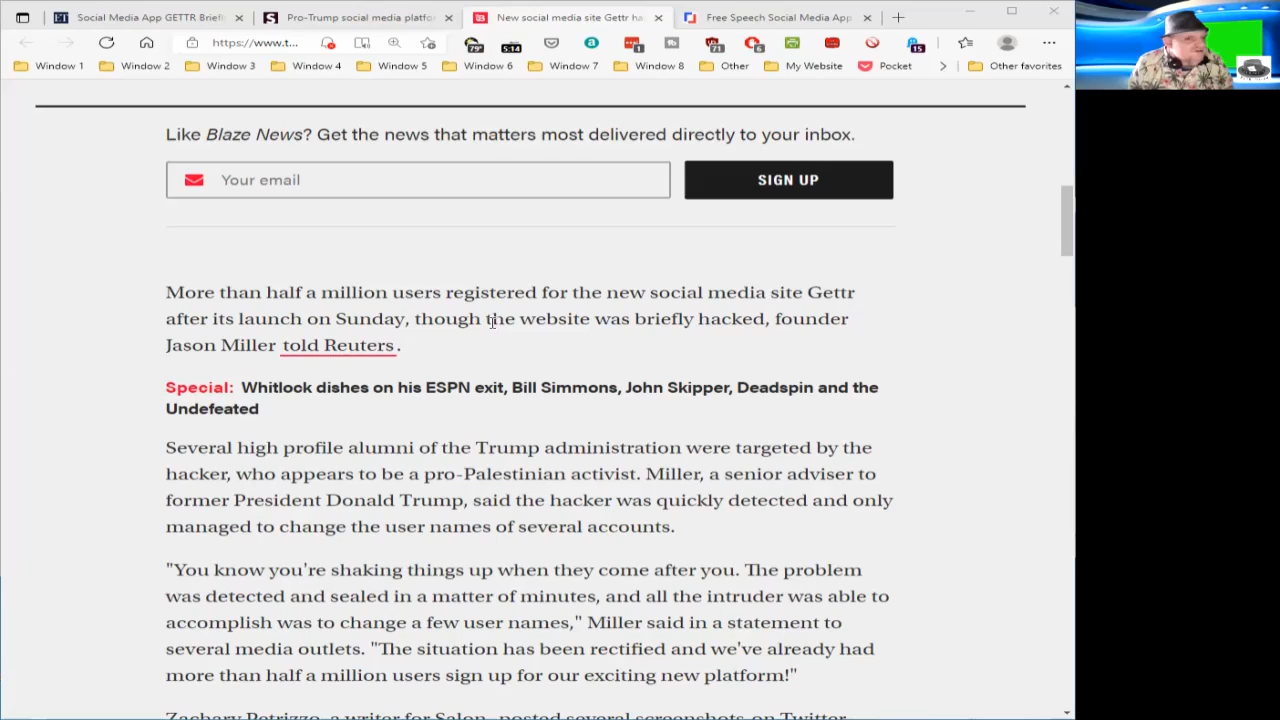 Social Media App GETTR Briefl
Pro-Trump social media platfo
New social media site Gettr ha
Free Speech Social Media App
https://www.t...
79°
5:14
1
71
6
15
Window 1
Window 2
Window 3
Window 4
Window 5
Window 6
Window 7
Window 8
Other
My Website
Pocket
Other favorites
Like Blaze News? Get the news that matters most delivered directly to your inbox.
Your email
SIGN UP
More than half a million users registered for the new social media site Gettr
after its launch on Sunday, though the website was briefly hacked, founder
Jason Miller told Reuters.
Special: Whitlock dishes on his ESPN exit, Bill Simmons, John Skipper, Deadspin and the
Undefeated
Several high profile alumni of the Trump administration were targeted by the
hacker, who appears to be a pro-Palestinian activist. Miller, a senior adviser to
former President Donald Trump, said the hacker was quickly detected and only
managed to change the user names of several accounts.
"You know you're shaking things up when they come after you. The problem
was detected and sealed in a matter of minutes, and all the intruder was able to
accomplish was to change a few user names," Miller said in a statement to
several media outlets. "The situation has been rectified and we've already had
more than half a million users sign up for our exciting new platform!"
Zachary Petrizzo, a writer for Salon, posted several screenshots on Twitter